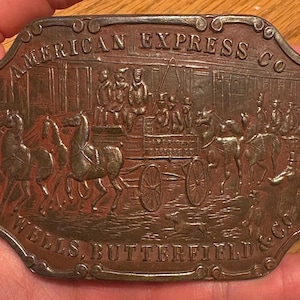 AMERICAN EXPRESS CO
WELLS, BUTTERFIELD & CO.